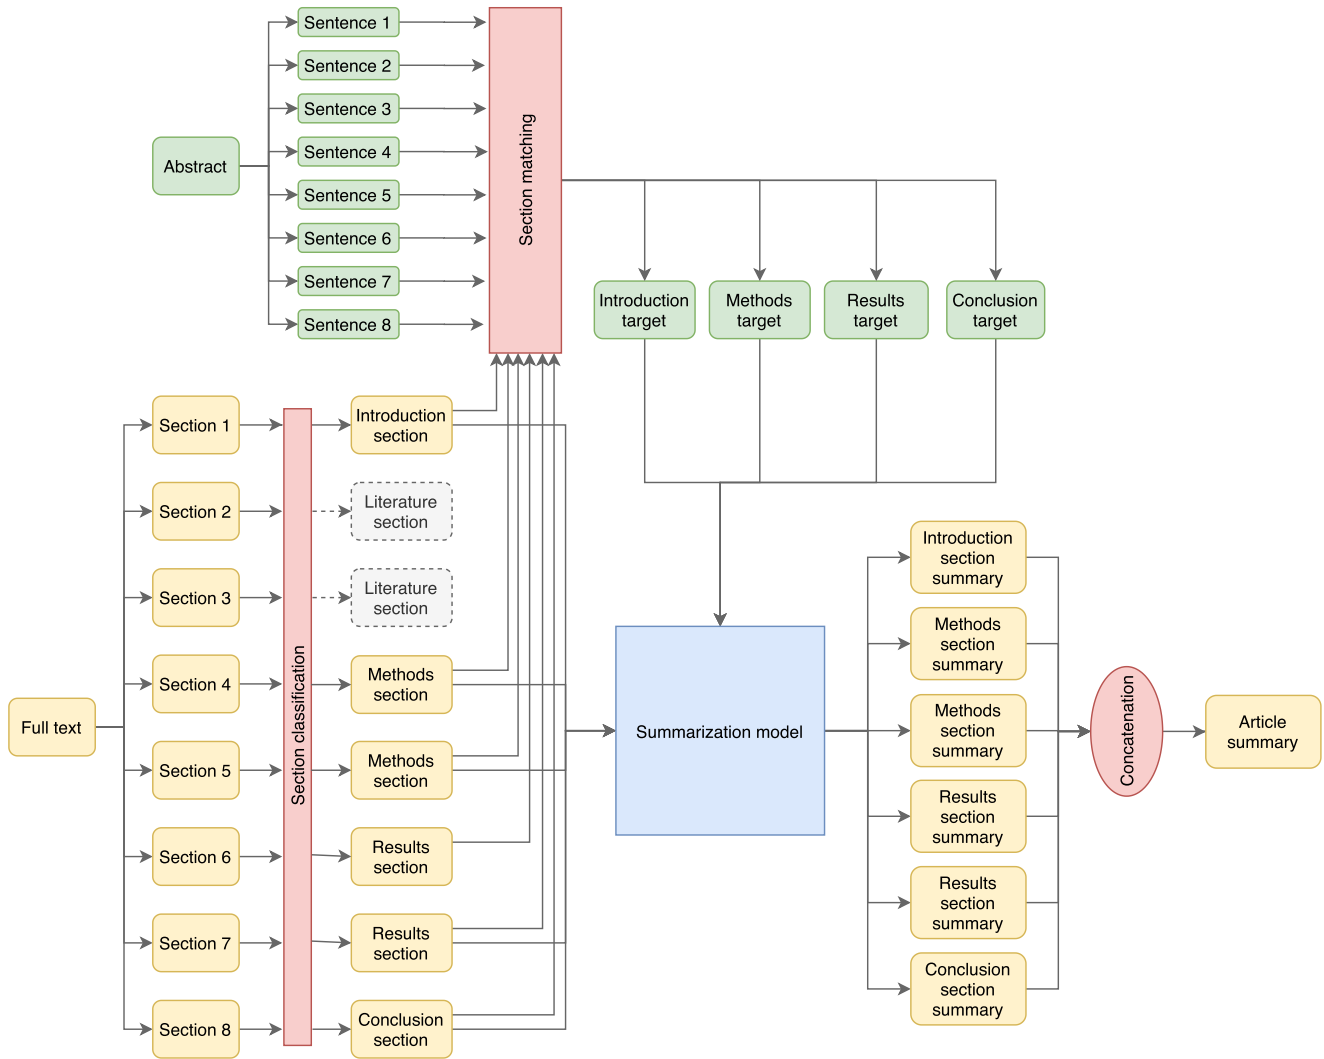 Abstract
Sentence 1
Sentence 2
Sentence 3
Sentence 4
Sentence 5
Sentence 6
Sentence 7
Sentence 8
Section matching
Introduction
target
Methods
target
Results
target
Conclusion
target
Full text
Section 1
Section 2
Section 3
Section 4
Section 5
Section 6
Section 7
Section 8
Section classification
Introduction
section
Literature
section
Literature
section
Methods
section
Methods
section
Results
section
Results
section
Conclusion
section
Summarization model
Introduction
section
summary
Methods
section
summary
Methods
section
summary
Results
section
summary
Results
section
summary
Conclusion
section
summary
Concatenation
Article
summary